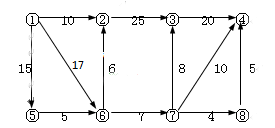 ① 10 ② 25 ③ 20 ④
15 17 6 8 10 5
⑤ 5 ⑥ 7 ⑦ 4 ⑧